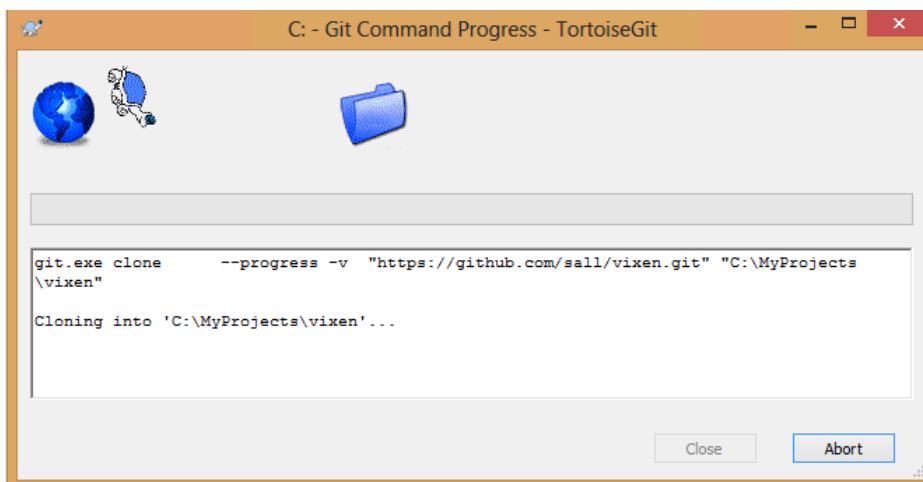 C: - Git Command Progress - TortoiseGit
git.exe clone      --progress -v  "https://github.com/sall/vixen.git" "C:\MyProjects
\vixen"
Cloning into 'C:\MyProjects\vixen'...
Close
Abort